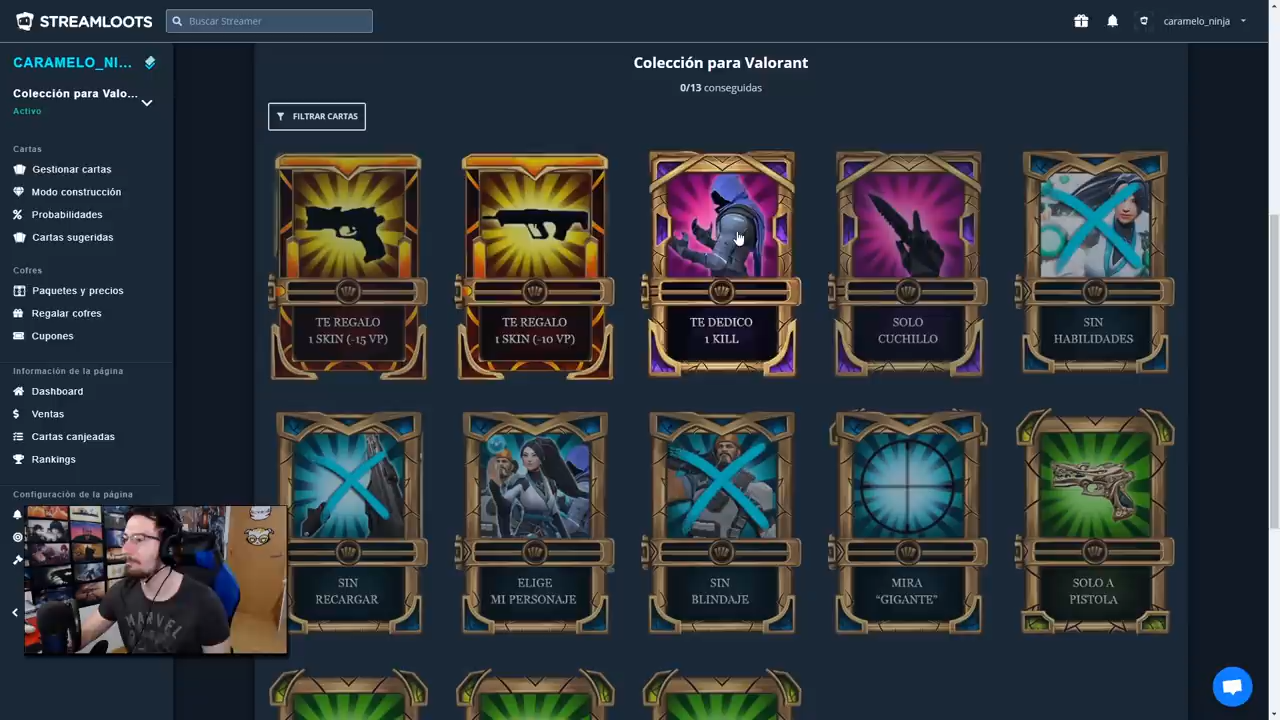 STREAMLOOTS
Buscar Streamer
caramelo_ninja
CARAMELO_NI...
Colección para Valo...
Activo
Cartas
Gestionar cartas
Modo construcción
Probabilidades
Cartas sugeridas
Cofres
Paquetes y precios
Regalar cofres
Cupones
Información de la página
Dashboard
Ventas
Cartas canjeadas
Rankings
Configuración de la página
Colección para Valorant
0/13 conseguidas
FILTRAR CARTAS
TE REGALO
1 SKIN (-15 VP)
TE REGALO
1 SKIN (-10 VP)
TE DEDICO
1 KILL
SOLO
CUCHILLO
SIN
HABILIDADES
SIN
RECARGAR
ELIGE
MI PERSONAJE
SIN
BLINDAJE
MIRA
“GIGANTE”
SOLO A
PISTOLA
MARVEL